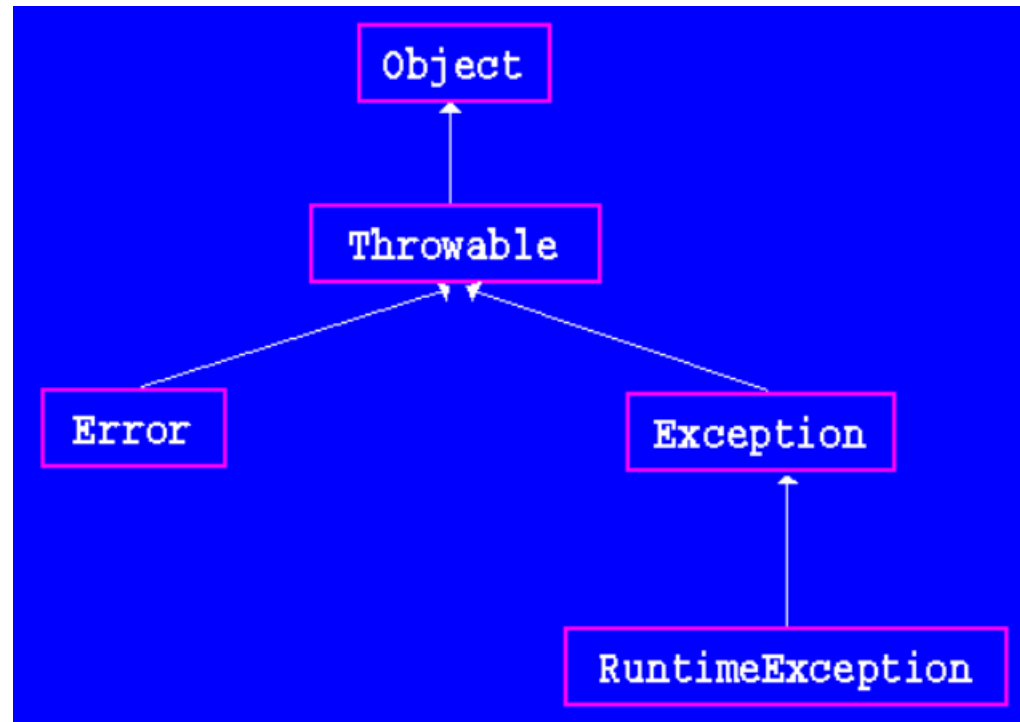 Object
Throwable
Error
Exception
RuntimeException